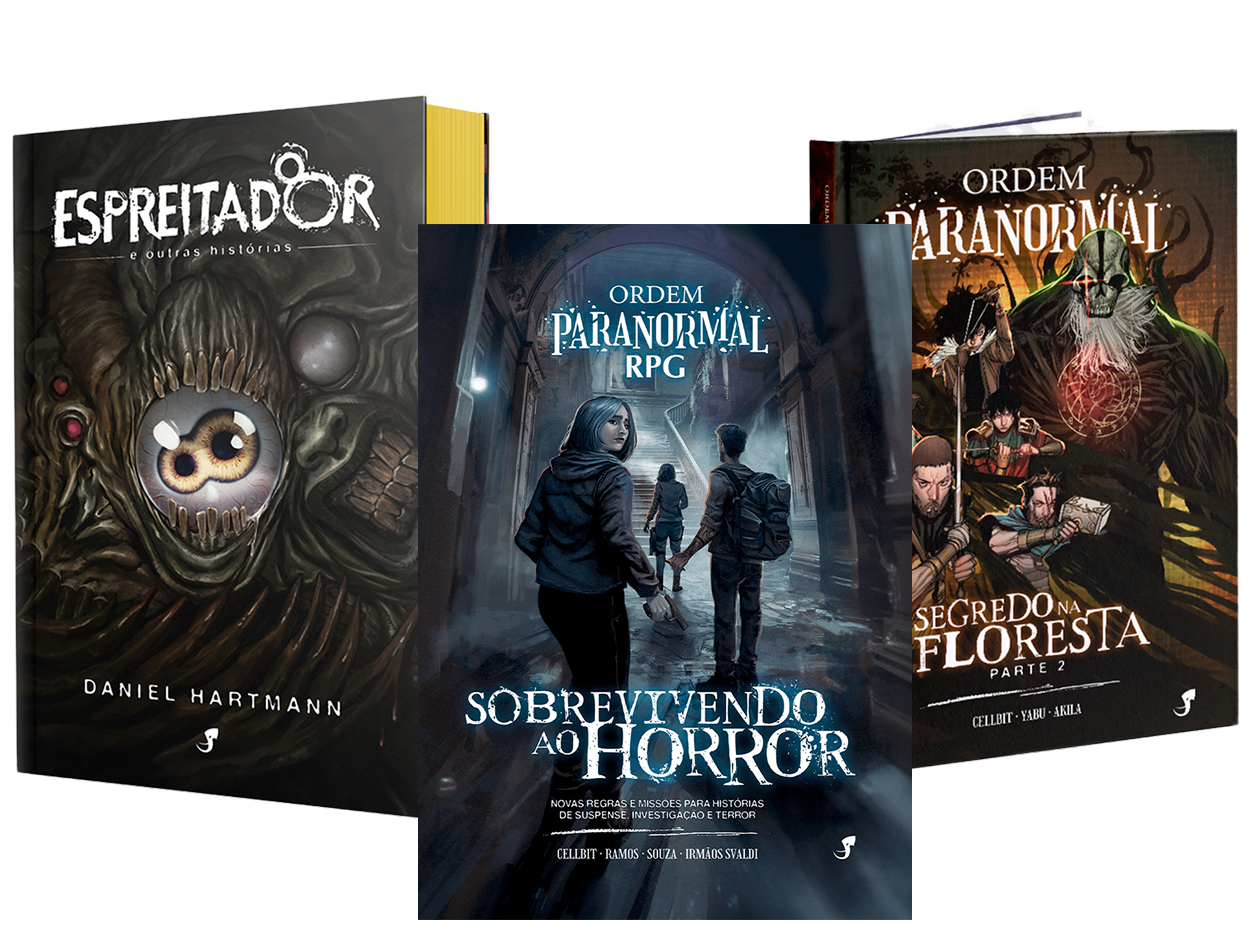 ESPREITADOR
e outras histórias
DANIEL HARTMANN
ORDEM
PARANORMAL
RPG
SOBREVIVENDO
AO HORROR
NOVAS REGRAS E MISSÕES PARA HISTÓRIAS
DE SUSPENSE, INVESTIGAÇÃO E TERROR
CELLBIT · RAMOS · SOUZA · IRMÃOS SVALDI
ORDEM
PARANORMAL
SEGREDO NA
FLORESTA
PARTE 2
CELLBIT · YABU · AKILA